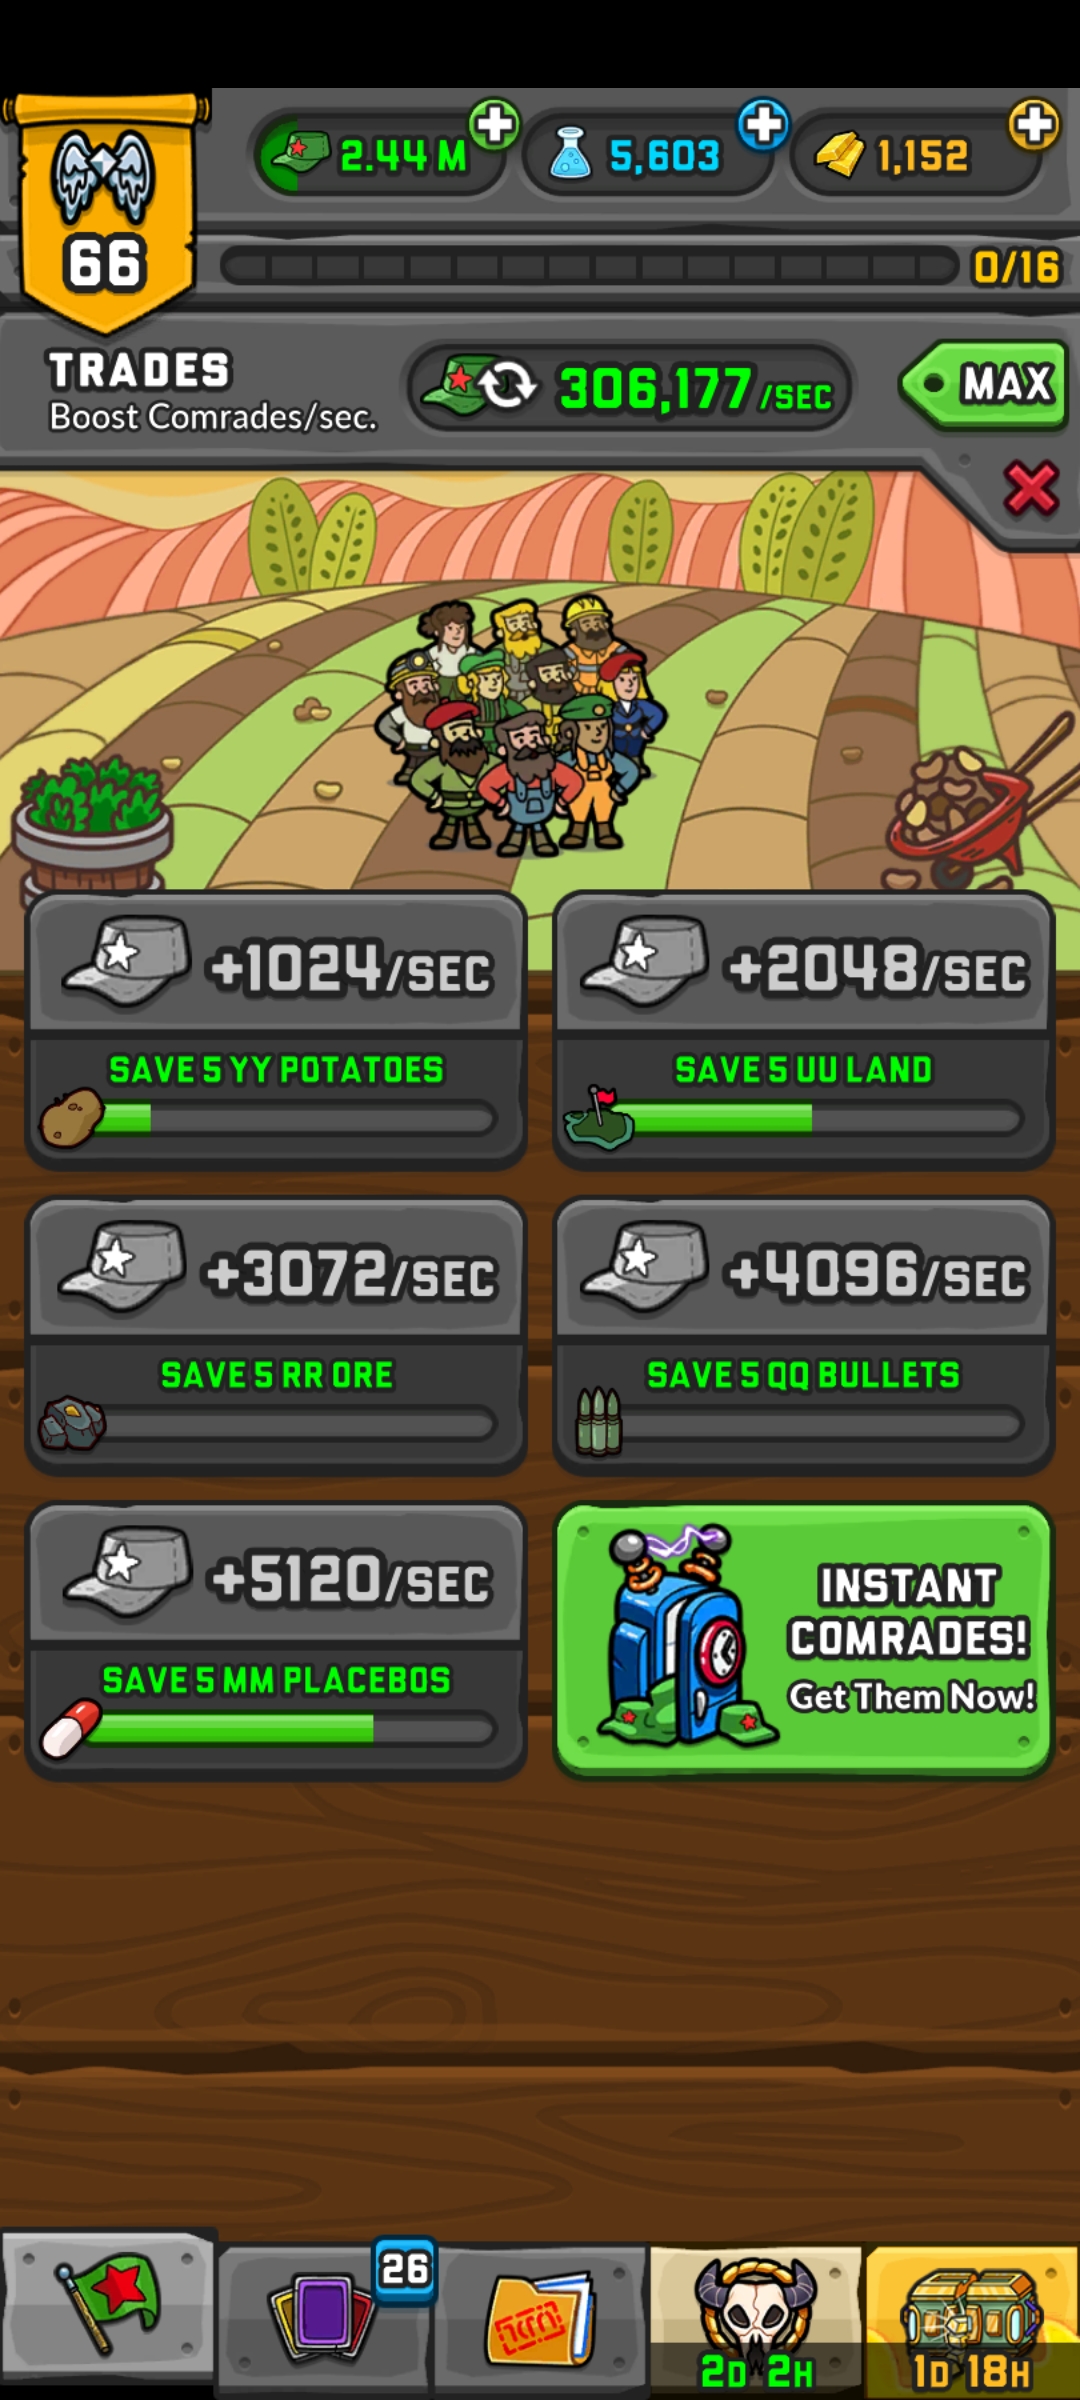 2.44 M
5,603
1,152
66
0/16
TRADES
Boost Comrades/sec.
306,177/SEC
MAX
+1024/SEC
+2048/SEC
SAVE 5 YY POTATOES
SAVE 5 UU LAND
+3072/SEC
+4096/SEC
SAVE 5 RR ORE
SAVE 5 QQ BULLETS
+5120/SEC
INSTANT
COMRADES!
Get Them Now!
SAVE 5 MM PLACEBOS
26
2D 2H
1D 18H